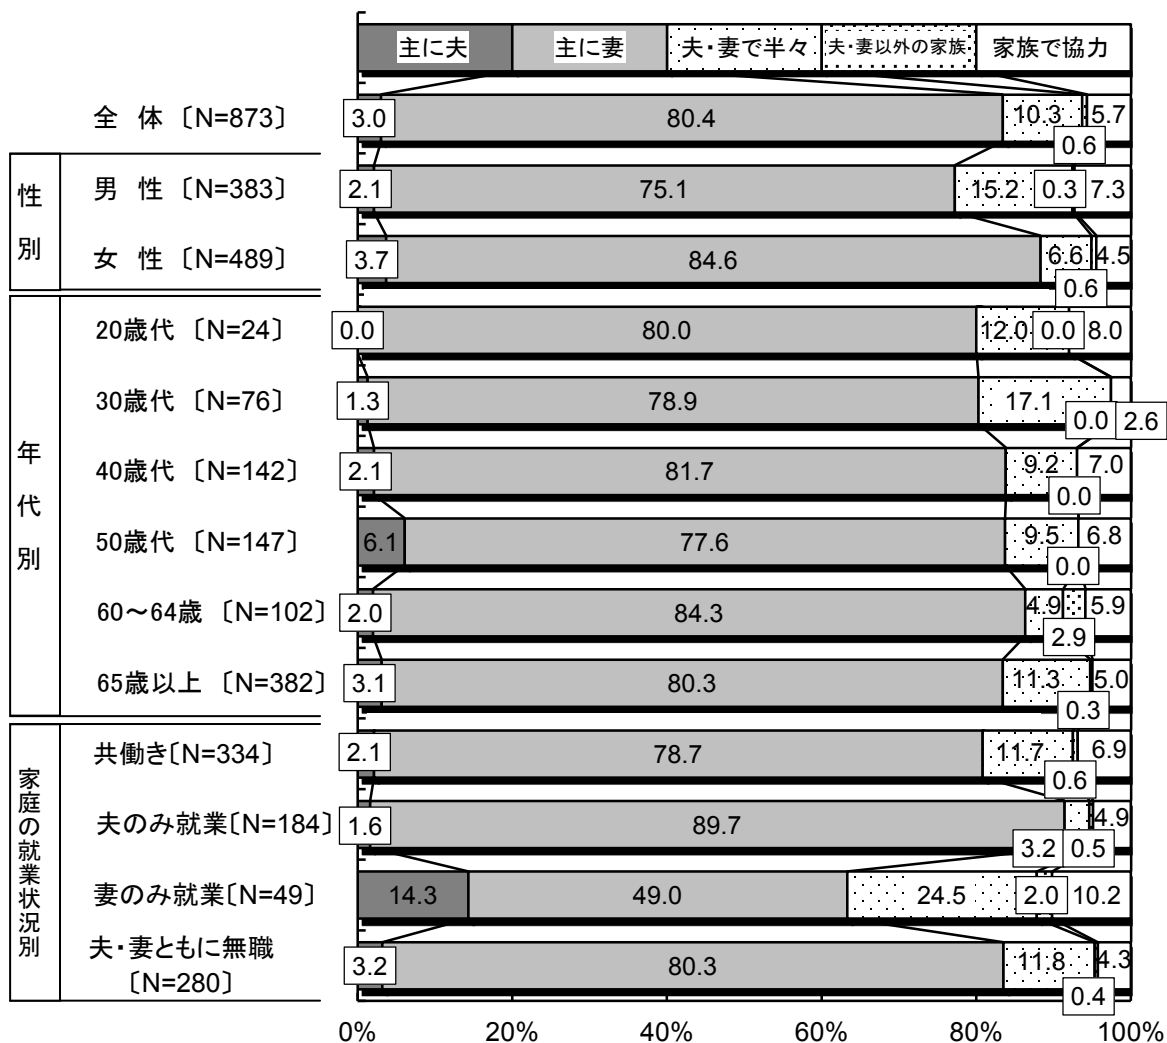 主に夫 主に妻 夫・妻で半々 夫・妻以外の家族 家族で協力
全 体 〔N=873〕 3.0 80.4 10.3 0.6 5.7
性別
男 性 〔N=383〕 2.1 75.1 15.2 0.3 7.3
女 性 〔N=489〕 3.7 84.6 6.6 0.6 4.5
年代別
20歳代 〔N=24〕 0.0 80.0 12.0 0.0 8.0
30歳代 〔N=76〕 1.3 78.9 17.1 0.0 2.6
40歳代 〔N=142〕 2.1 81.7 9.2 0.0 7.0
50歳代 〔N=147〕 6.1 77.6 9.5 0.0 6.8
60～64歳 〔N=102〕 2.0 84.3 4.9 2.9 5.9
65歳以上 〔N=382〕 3.1 80.3 11.3 0.3 5.0
家庭の就業状況別
共働き〔N=334〕 2.1 78.7 11.7 0.6 6.9
夫のみ就業〔N=184〕 1.6 89.7 3.2 0.5 4.9
妻のみ就業〔N=49〕 14.3 49.0 24.5 2.0 10.2
夫・妻ともに無職
〔N=280〕 3.2 80.3 11.8 0.4 4.3
0% 20% 40% 60% 80% 100%